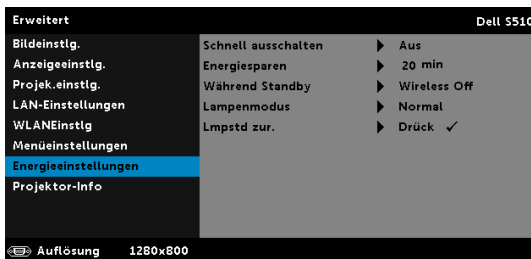 Erweitert Dell S510
Bildeinstlg. Schnell ausschalten Aus
Anzeigeeinstlg. Energiesparen 20 min
Projek.einstlg. Während Standby Wireless Off
LAN-Einstellungen Lampenmodus Normal
WLANEinstlg Lmpstd zur. Drück ✓
Menüeinstellungen
Energieeinstellungen
Projektor-Info
Auflösung 1280x800